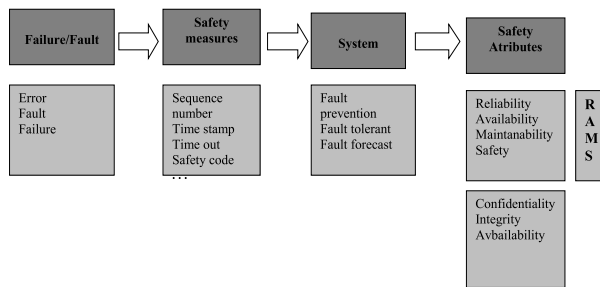 Failure/Fault
Safety
measures
System
Safety
Atributes
Error
Fault
Failure
Sequence
number
Time stamp
Time out
Safety code
...
Fault
prevention
Fault tolerant
Fault forecast
Reliability
Availability
Maintanability
Safety
R
A
M
S
Confidentiality
Integrity
Avbailability